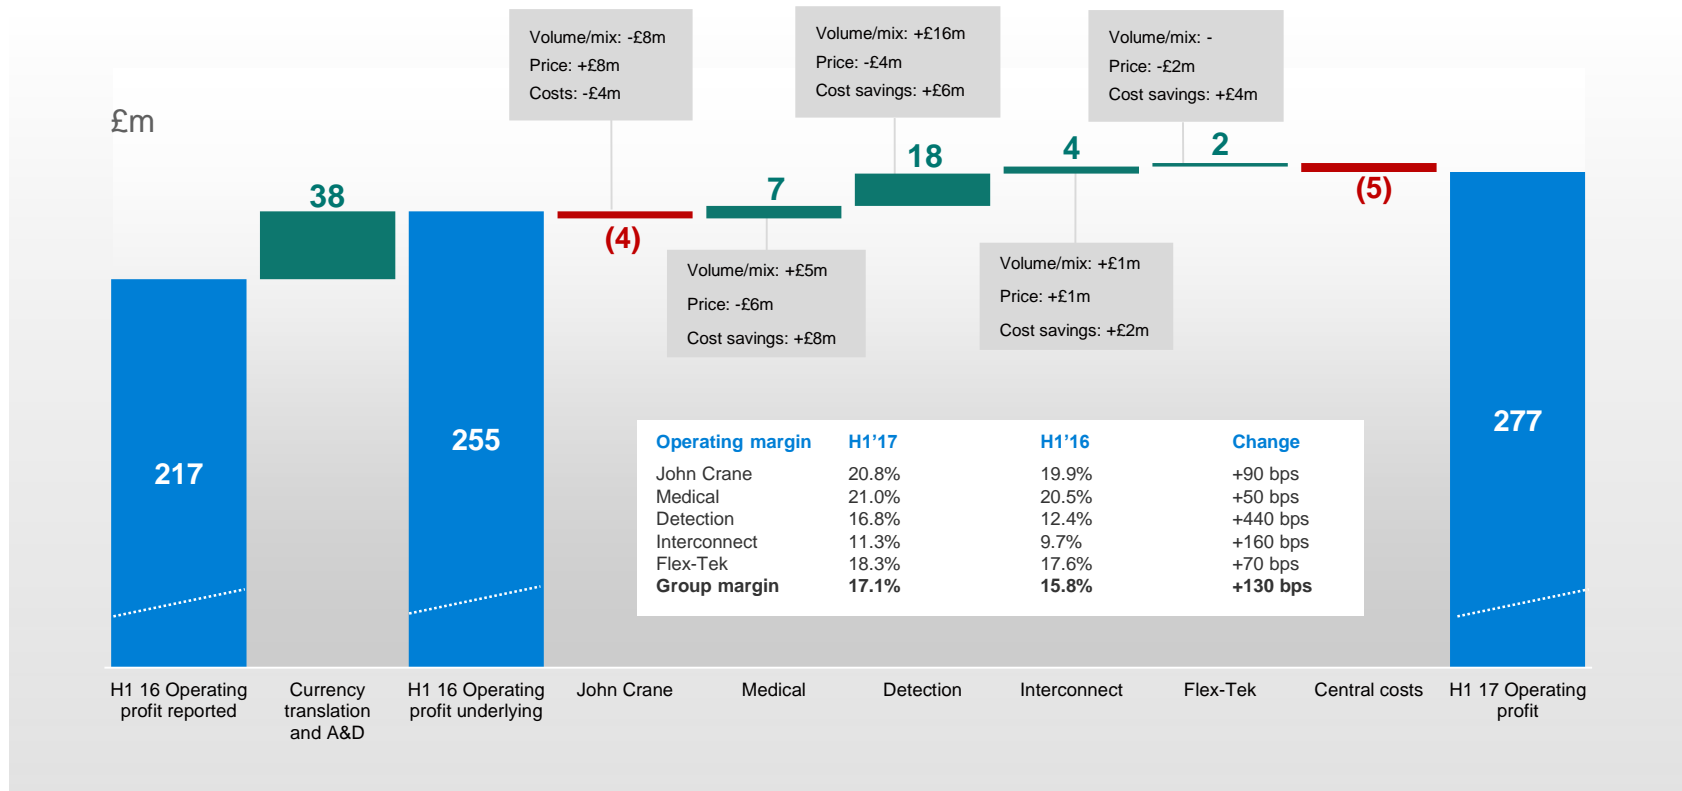 £m
Volume/mix: -£8m
Price: +£8m
Costs: -£4m
Volume/mix: +£16m
Price: -£4m
Cost savings: +£6m
Volume/mix: -
Price: -£2m
Cost savings: +£4m
38
(4)
7
18
4
2
(5)
Volume/mix: +£5m
Price: -£6m
Cost savings: +£8m
Volume/mix: +£1m
Price: +£1m
Cost savings: +£2m
217
255
277
Operating margin H1’17 H1’16 Change
John Crane 20.8% 19.9% +90 bps
Medical 21.0% 20.5% +50 bps
Detection 16.8% 12.4% +440 bps
Interconnect 11.3% 9.7% +160 bps
Flex-Tek 18.3% 17.6% +70 bps
Group margin 17.1% 15.8% +130 bps
H1 16 Operating
profit reported
Currency
translation
and A&D
H1 16 Operating
profit underlying
John Crane
Medical
Detection
Interconnect
Flex-Tek
Central costs
H1 17 Operating
profit